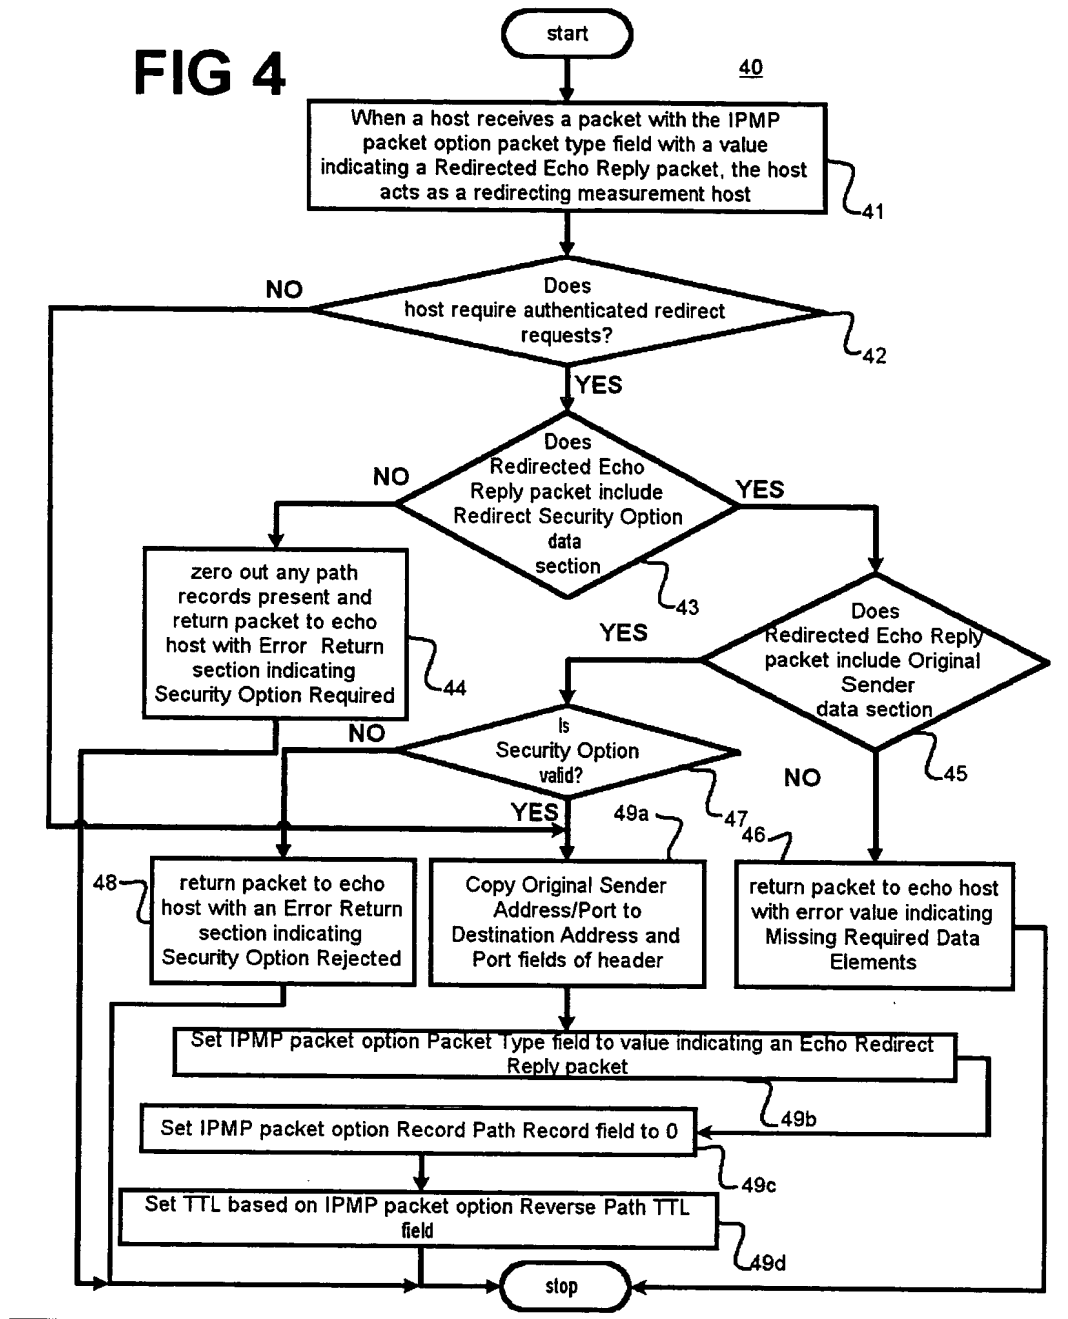 start
FIG 4
40
When a host receives a packet with the IPMP
packet option packet type field with a value
indicating a Redirected Echo Reply packet, the host
acts as a redirecting measurement host
41
NO
Does
host require authenticated redirect
requests?
42
YES
Does
Redirected Echo
Reply packet include
Redirect Security Option
data
section
NO
YES
43
zero out any path
records present and
return packet to echo
host with Error Return
section indicating
Security Option Required
44
YES
Does
Redirected Echo Reply
packet include Original
Sender
data section
45
NO
NO
Is
Security Option
valid?
47
YES
49a
46
48
return packet to echo
host with an Error Return
section indicating
Security Option Rejected
Copy Original Sender
Address/Port to
Destination Address and
Port fields of header
return packet to echo host
with error value indicating
Missing Required Data
Elements
Set IPMP packet option Packet Type field to value indicating an Echo Redirect
Reply packet
49b
Set IPMP packet option Record Path Record field to 0
49c
Set TTL based on IPMP packet option Reverse Path TTL
field
49d
stop